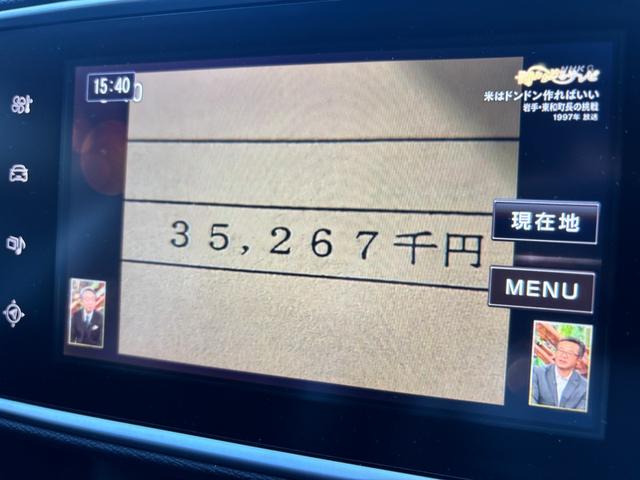 15:40
0
米はドンドン作ればいい
岩手・東和町長の挑戦
1997年 放送
現在地
35,267千円
MENU